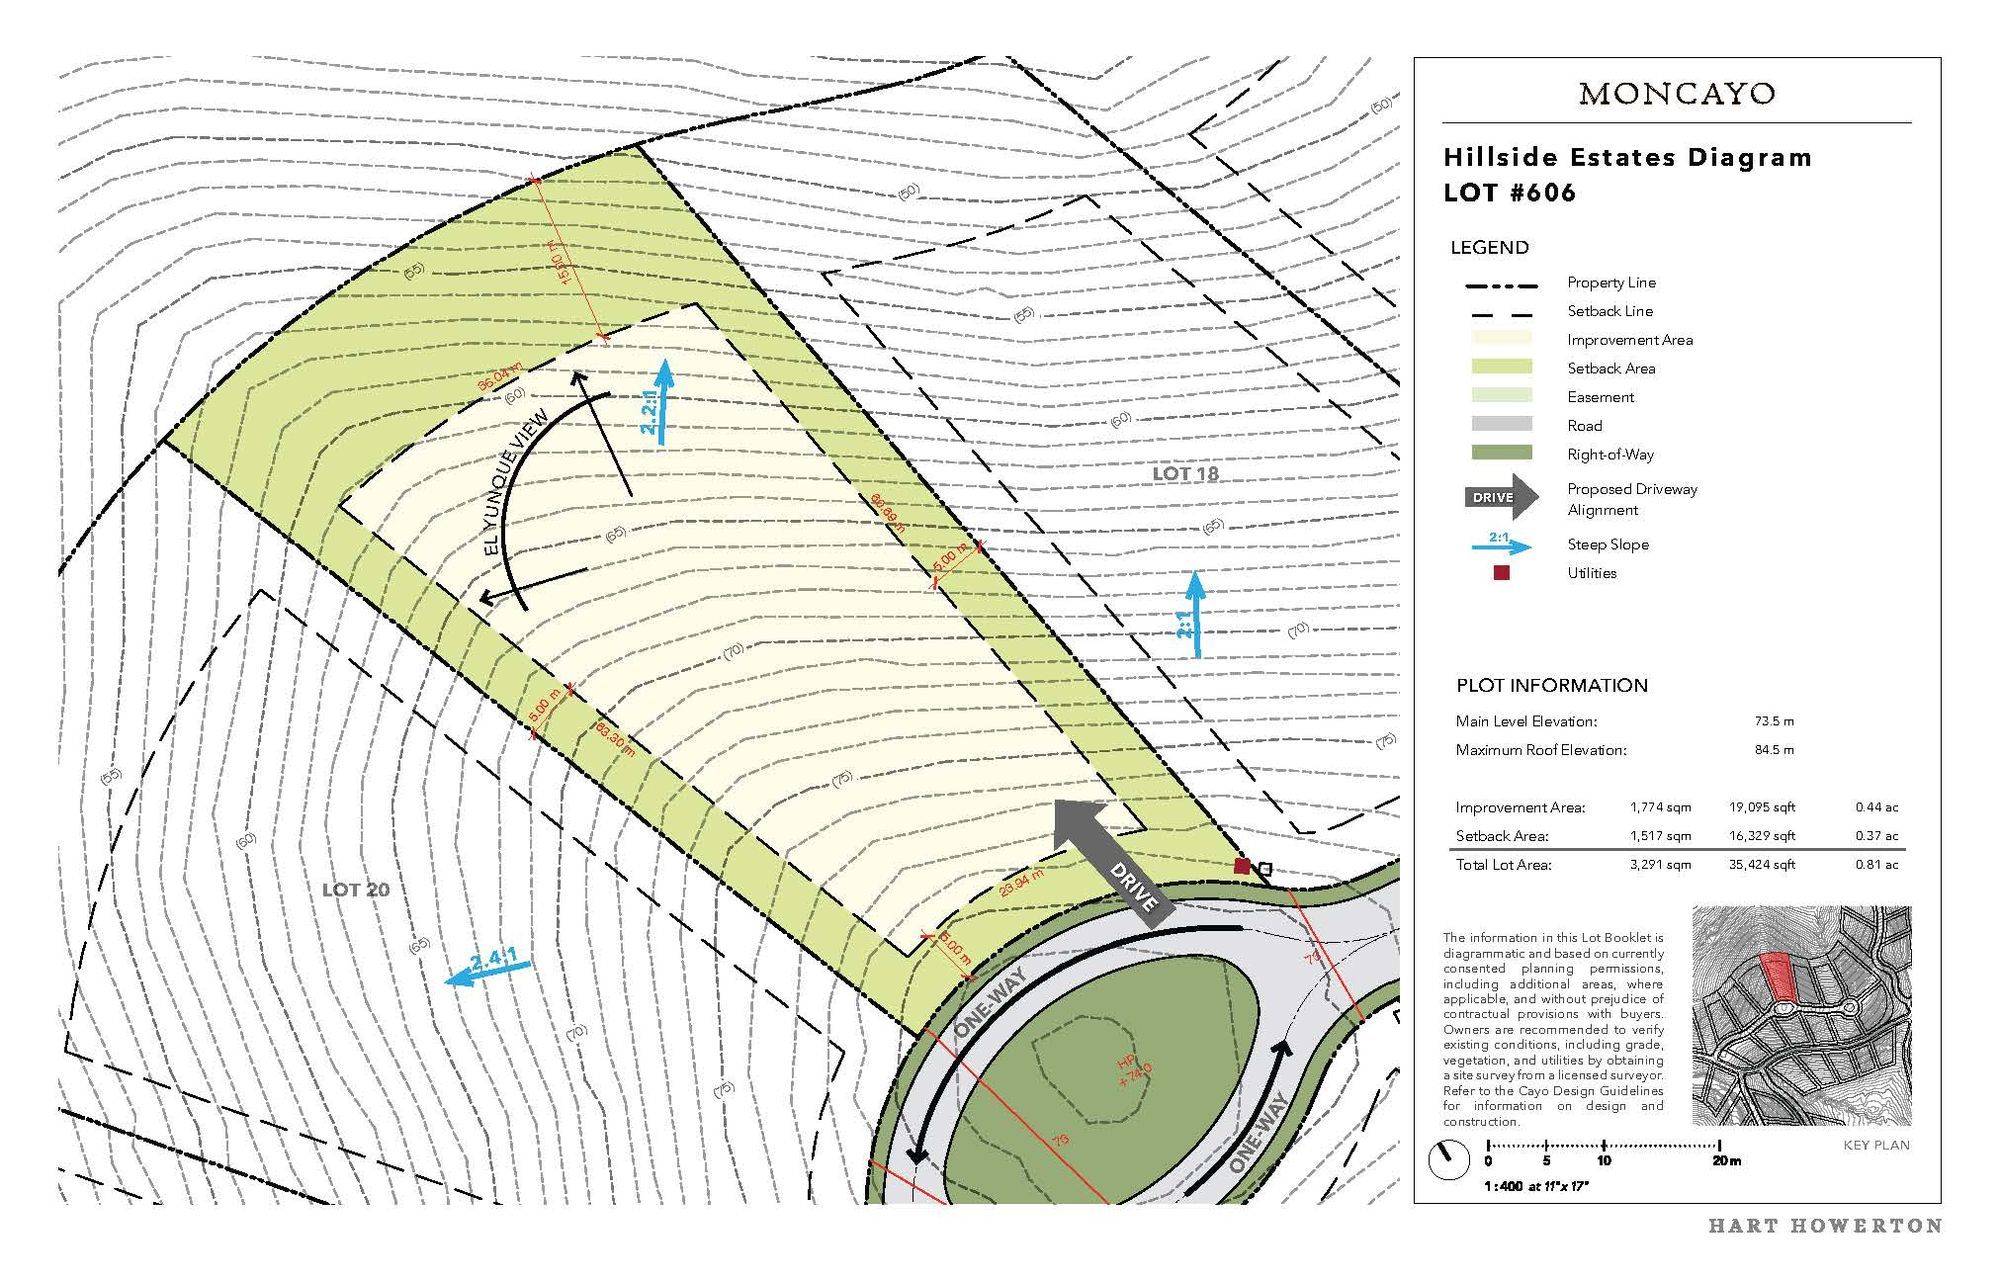 MONCAYO
Hillside Estates Diagram
LOT #606
LEGEND
Property Line
Setback Line
Improvement Area
Setback Area
Easement
Road
Right-of-Way
DRIVE
Proposed Driveway
Alignment
2:1
Steep Slope
Utilities
PLOT INFORMATION
Main Level Elevation: 73.5 m
Maximum Roof Elevation: 84.5 m
Improvement Area: 1,774 sqm 19,095 sqft 0.44 ac
Setback Area: 1,517 sqm 16,329 sqft 0.37 ac
Total Lot Area: 3,291 sqm 35,424 sqft 0.81 ac
The information in this Lot Booklet is
diagrammatic and based on currently
consented planning permissions,
including additional areas, where
applicable, and without prejudice of
contractual provisions with buyers.
Owners are recommended to verify
existing conditions, including grade,
vegetation, and utilities by obtaining
a site survey from a licensed surveyor.
Refer to the Cayo Design Guidelines
for information on design and
construction.
KEY PLAN
0 5 10 20m
1:400 at 11"x 17"
HART HOWERTON
(50)
(50)
(55)
15.00 m
(55)
36.04 m
(60)
2.2:1
EL YUNQUE VIEW
(60)
LOT 18
(65)
(65)
5.00 m
2:1
(70)
(70)
5.00 m
63.30 m
(75)
(75)
(55)
(60)
LOT 20
(65)
2.4:1
(70)
(75)
23.94 m
DRIVE
5.00 m
ONE-WAY
HP
+74.0
ONE-WAY